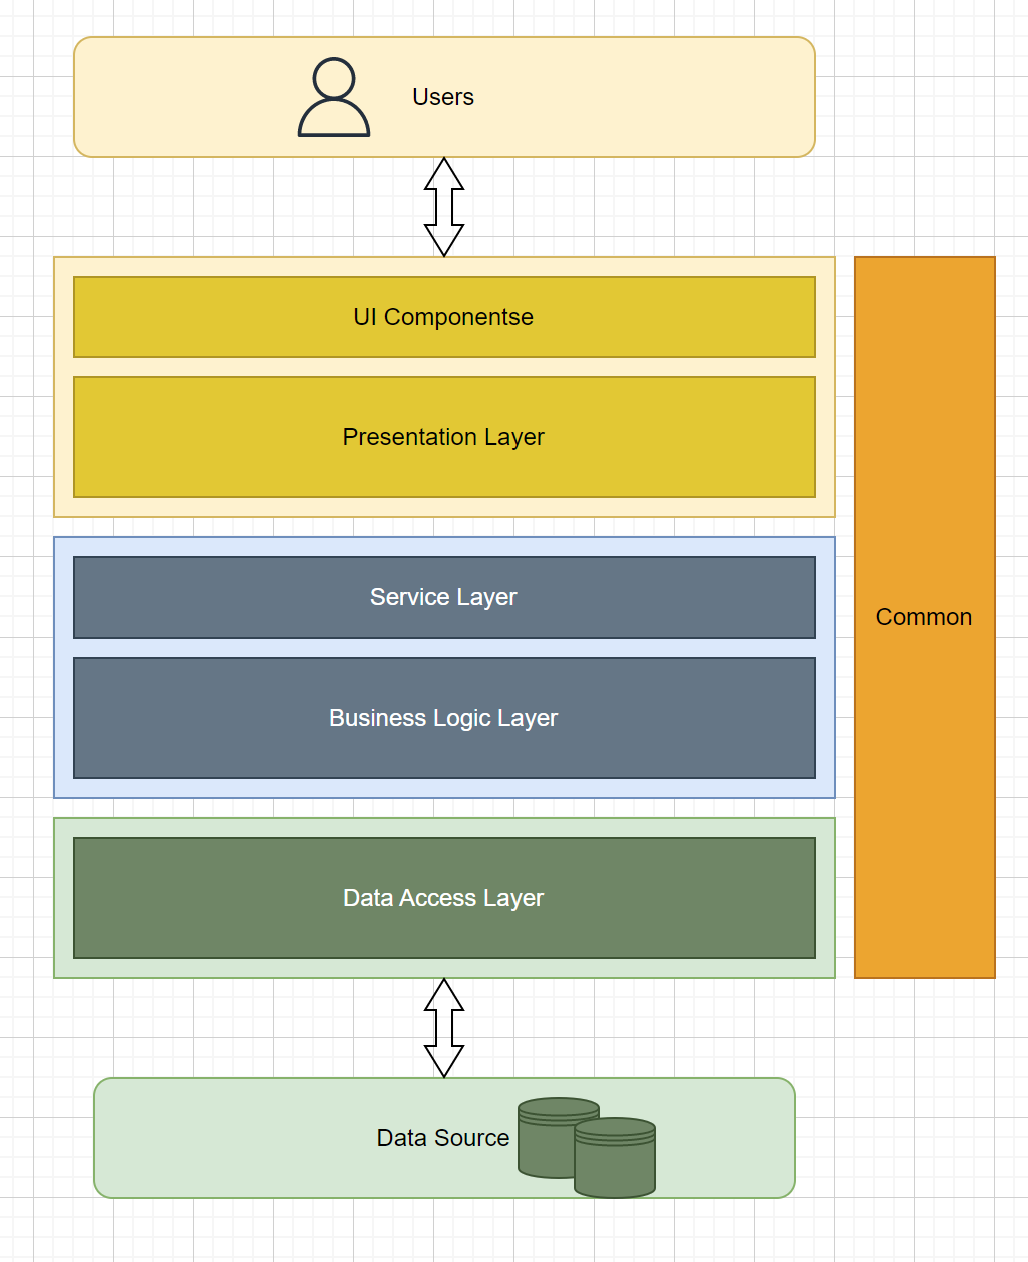 Users
UI Componentse
Presentation Layer
Service Layer
Business Logic Layer
Common
Data Access Layer
Data Source